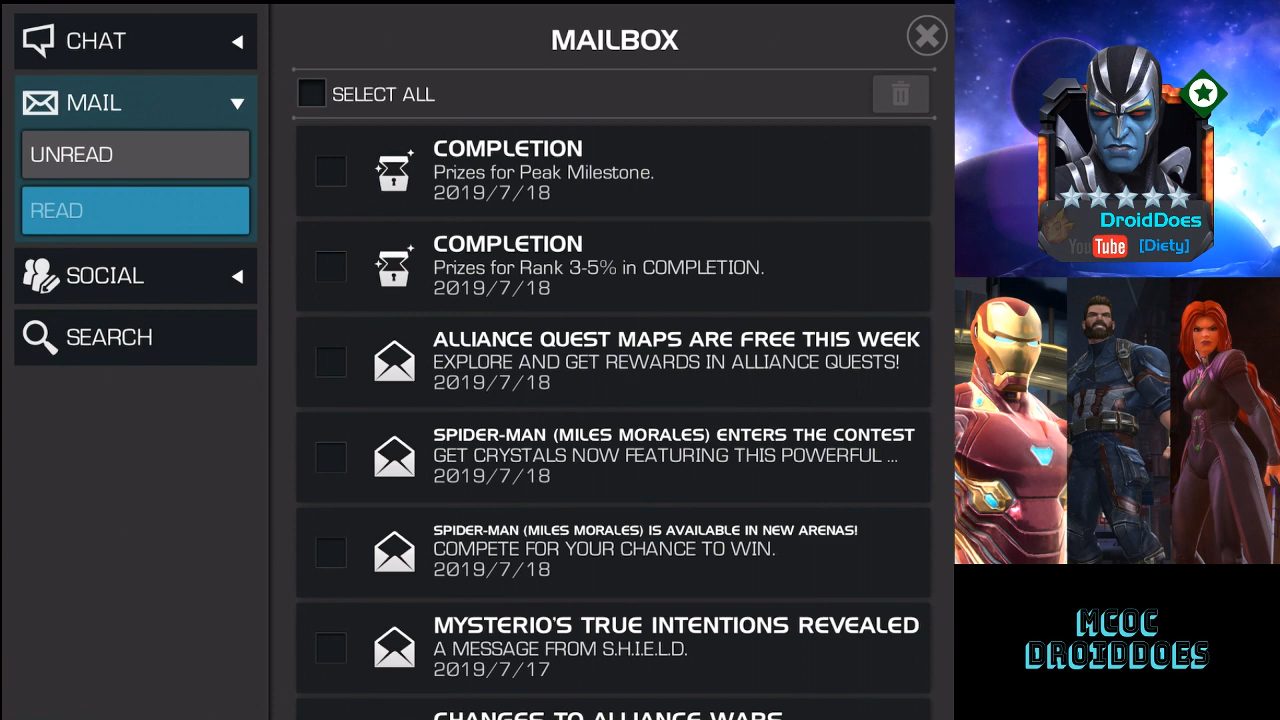 CHAT
MAIL
UNREAD
READ
SOCIAL
SEARCH
MAILBOX
SELECT ALL
COMPLETION
Prizes for Peak Milestone.
2019/7/18
COMPLETION
Prizes for Rank 3-5% in COMPLETION.
2019/7/18
ALLIANCE QUEST MAPS ARE FREE THIS WEEK
EXPLORE AND GET REWARDS IN ALLIANCE QUESTS!
2019/7/18
SPIDER-MAN (MILES MORALES) ENTERS THE CONTEST
GET CRYSTALS NOW FEATURING THIS POWERFUL ...
2019/7/18
SPIDER-MAN (MILES MORALES) IS AVAILABLE IN NEW ARENAS!
COMPETE FOR YOUR CHANCE TO WIN.
2019/7/18
MYSTERIO'S TRUE INTENTIONS REVEALED
A MESSAGE FROM S.H.I.E.L.D.
2019/7/17
CHANGES TO ALLIANCE WARS
DroidDoes
YouTube [Diety]
MCOC
DROIDDOES